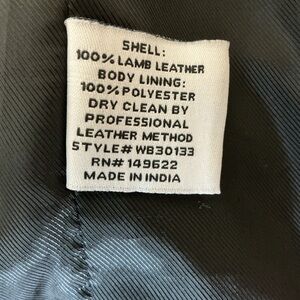 SHELL:
100% LAMB LEATHER
BODY LINING:
100% POLYESTER
DRY CLEAN BY
PROFESSIONAL
LEATHER METHOD
STYLE# WB30133
RN# 149622
MADE IN INDIA